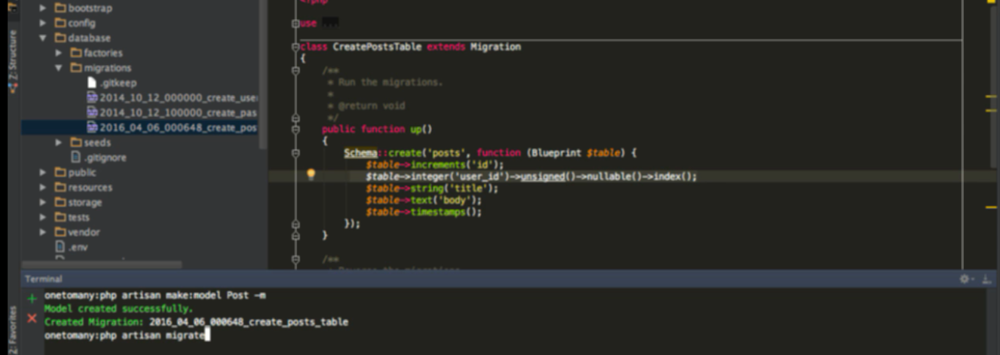 bootstrap
config
database
factories
migrations
.gitkeep
2014_10_12_000000_create_use
2014_10_12_100000_create_pas
2016_04_06_000648_create_pos
seeds
.gitignore
public
resources
storage
tests
vendor
.env
Z: Structure
2: Favorites
<?php
use ...
class CreatePostsTable extends Migration
{
/**
* Run the migrations.
*
* @return void
*/
public function up()
{
Schema::create('posts', function (Blueprint $table) {
$table->increments('id');
$table->integer('user_id')->unsigned()->nullable()->index();
$table->string('title');
$table->text('body');
$table->timestamps();
});
}
/**
Terminal
onetomany:php artisan make:model Post -m
Model created successfully.
Created Migration: 2016_04_06_000648_create_posts_table
onetomany:php artisan migrate